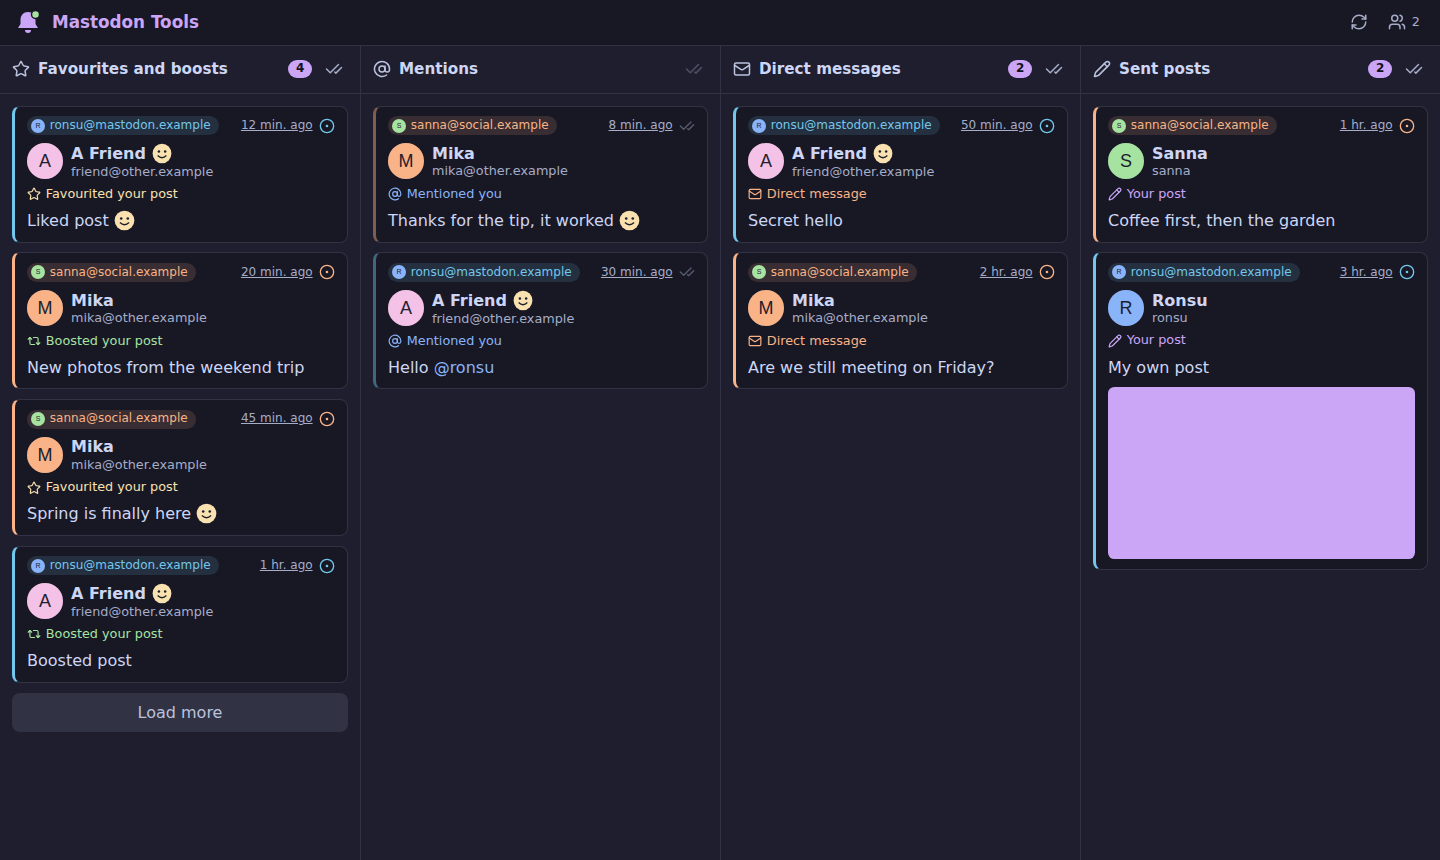 Mastodon Tools
2
Favourites and boosts
4
R ronsu@mastodon.example 12 min. ago
A
A Friend
friend@other.example
Favourited your post
Liked post
S sanna@social.example 20 min. ago
M
Mika
mika@other.example
Boosted your post
New photos from the weekend trip
S sanna@social.example 45 min. ago
M
Mika
mika@other.example
Favourited your post
Spring is finally here
R ronsu@mastodon.example 1 hr. ago
A
A Friend
friend@other.example
Boosted your post
Boosted post
Load more
Mentions
S sanna@social.example 8 min. ago
M
Mika
mika@other.example
Mentioned you
Thanks for the tip, it worked
R ronsu@mastodon.example 30 min. ago
A
A Friend
friend@other.example
Mentioned you
Hello @ronsu
Direct messages
2
R ronsu@mastodon.example 50 min. ago
A
A Friend
friend@other.example
Direct message
Secret hello
S sanna@social.example 2 hr. ago
M
Mika
mika@other.example
Direct message
Are we still meeting on Friday?
Sent posts
2
S sanna@social.example 1 hr. ago
S
Sanna
sanna
Your post
Coffee first, then the garden
R ronsu@mastodon.example 3 hr. ago
R
Ronsu
ronsu
Your post
My own post